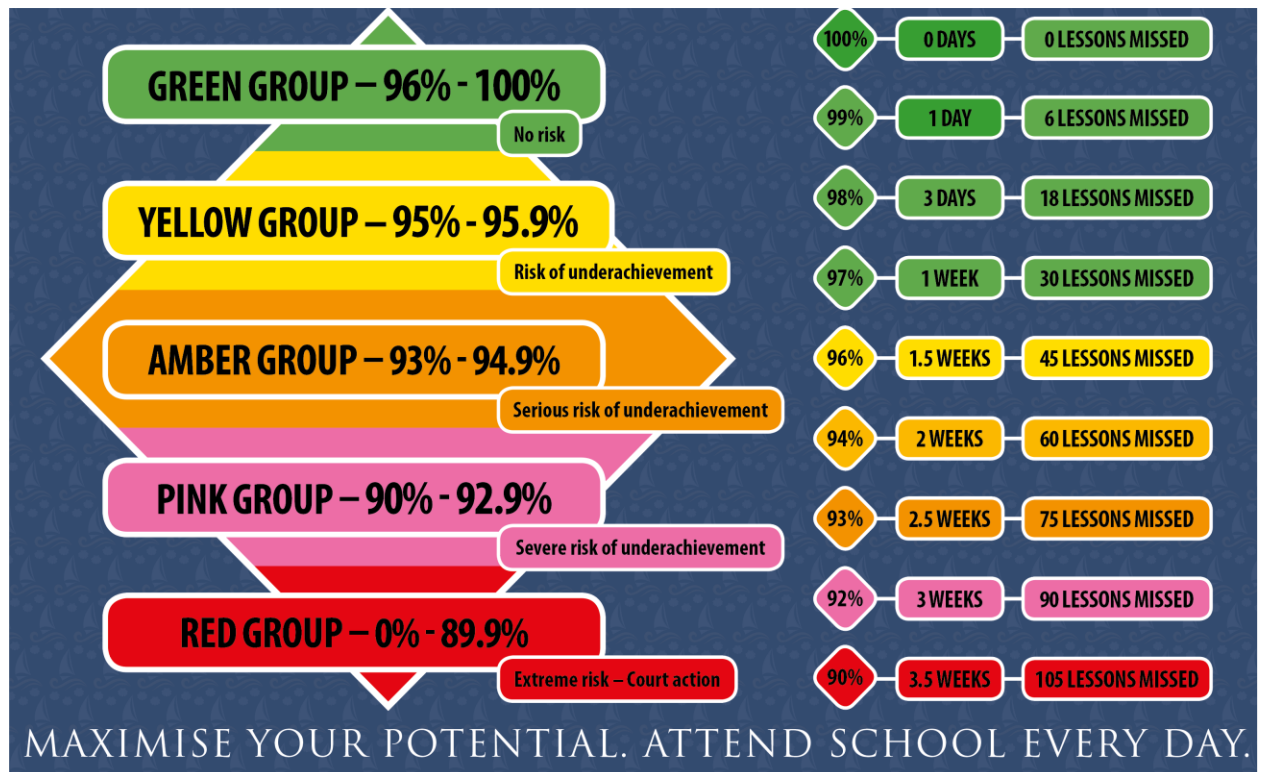 GREEN GROUP – 96% - 100%
No risk
YELLOW GROUP – 95% - 95.9%
Risk of underachievement
AMBER GROUP – 93% - 94.9%
Serious risk of underachievement
PINK GROUP – 90% - 92.9%
Severe risk of underachievement
RED GROUP – 0% - 89.9%
Extreme risk – Court action
100% 0 DAYS 0 LESSONS MISSED
99% 1 DAY 6 LESSONS MISSED
98% 3 DAYS 18 LESSONS MISSED
97% 1 WEEK 30 LESSONS MISSED
96% 1.5 WEEKS 45 LESSONS MISSED
94% 2 WEEKS 60 LESSONS MISSED
93% 2.5 WEEKS 75 LESSONS MISSED
92% 3 WEEKS 90 LESSONS MISSED
90% 3.5 WEEKS 105 LESSONS MISSED
MAXIMISE YOUR POTENTIAL. ATTEND SCHOOL EVERY DAY.